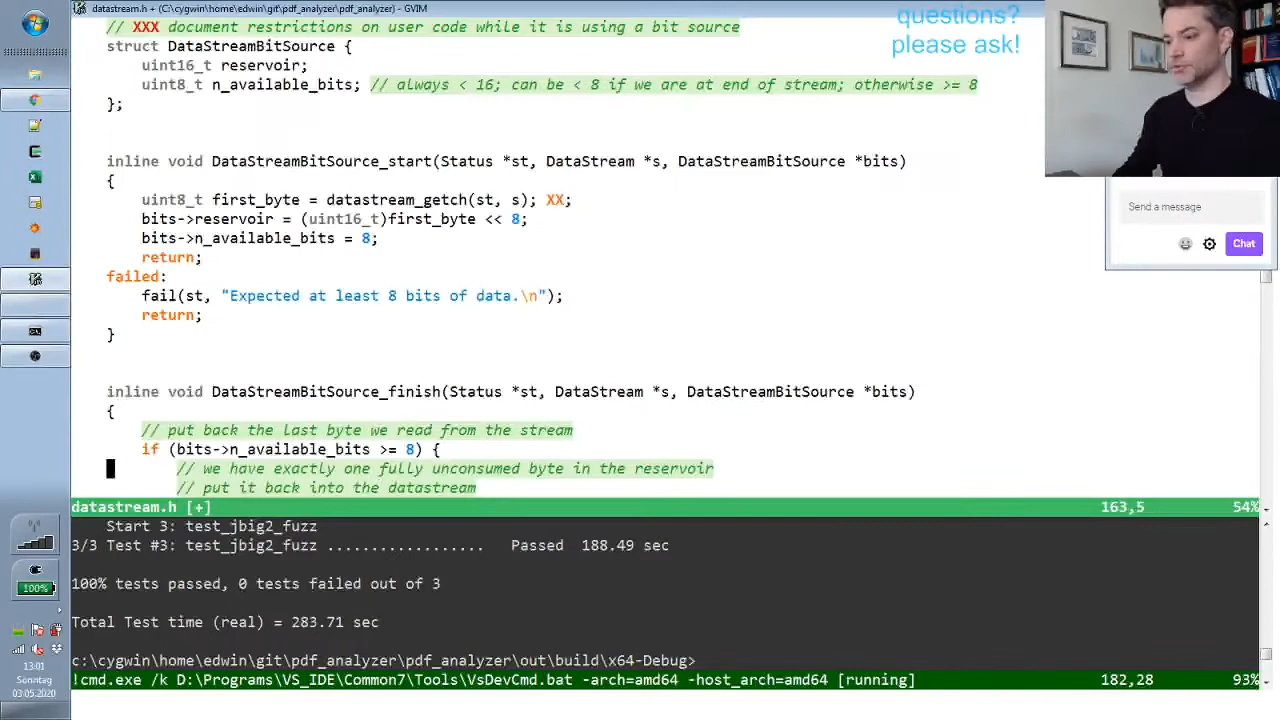 datastream.h + (C:\cygwin\home\edwin\git\pdf_analyzer\pdf_analyzer) - GVIM
// XXX document restrictions on user code while it is using a bit source
struct DataStreamBitSource {
uint16_t reservoir;
uint8_t n_available_bits; // always < 16; can be < 8 if we are at end of stream; otherwise >= 8
};
inline void DataStreamBitSource_start(Status *st, DataStream *s, DataStreamBitSource *bits)
{
uint8_t first_byte = datastream_getch(st, s); XX;
bits->reservoir = (uint16_t)first_byte << 8;
bits->n_available_bits = 8;
return;
failed:
fail(st, "Expected at least 8 bits of data.\n");
return;
}
inline void DataStreamBitSource_finish(Status *st, DataStream *s, DataStreamBitSource *bits)
{
// put back the last byte we read from the stream
if (bits->n_available_bits >= 8) {
// we have exactly one fully unconsumed byte in the reservoir
// put it back into the datastream
datastream.h [+] 163,5 54%
Start 3: test_jbig2_fuzz
3/3 Test #3: test_jbig2_fuzz .................. Passed 188.49 sec
100% tests passed, 0 tests failed out of 3
Total Test time (real) = 283.71 sec
c:\cygwin\home\edwin\git\pdf_analyzer\pdf_analyzer\out\build\x64-Debug>
!cmd.exe /k D:\Programs\VS_IDE\Common7\Tools\VsDevCmd.bat -arch=amd64 -host_arch=amd64 [running] 182,28 93%
questions?
please ask!
Send a message
Chat
100%
13:01
Sonntag
03.05.2020